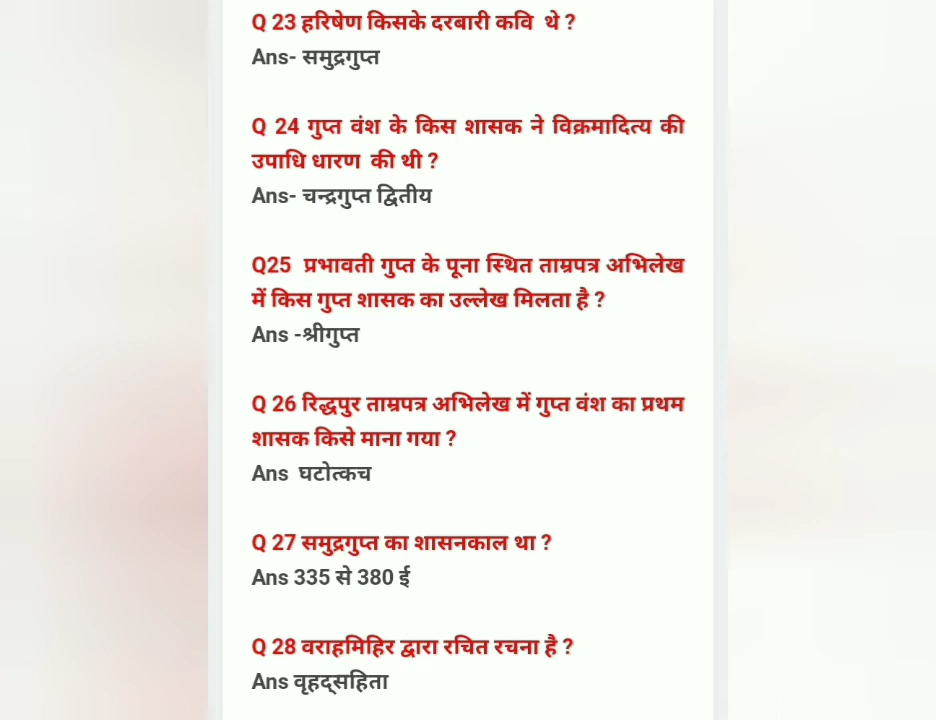 Q 23 हरिषेण किसके दरबारी कवि थे ?
Ans- समुद्रगुप्त
Q 24 गुप्त वंश के किस शासक ने विक्रमादित्य की
उपाधि धारण की थी ?
Ans- चन्द्रगुप्त द्वितीय
Q25 प्रभावती गुप्त के पूना स्थित ताम्रपत्र अभिलेख
में किस गुप्त शासक का उल्लेख मिलता है ?
Ans -श्रीगुप्त
Q 26 रिद्धपुर ताम्रपत्र अभिलेख में गुप्त वंश का प्रथम
शासक किसे माना गया ?
Ans घटोत्कच
Q 27 समुद्रगुप्त का शासनकाल था ?
Ans 335 से 380 ई
Q 28 वराहमिहिर द्वारा रचित रचना है ?
Ans वृहद्सहिता